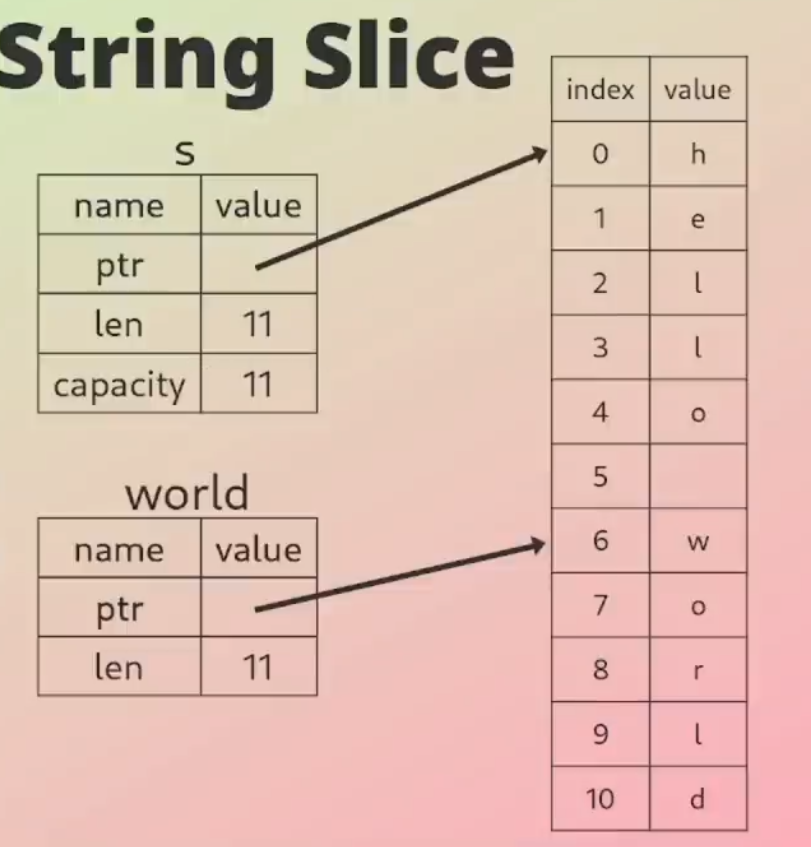 String Slice
s
name value
ptr
len 11
capacity 11
world
name value
ptr
len 11
index value
0 h
1 e
2 l
3 l
4 o
5
6 w
7 o
8 r
9 l
10 d